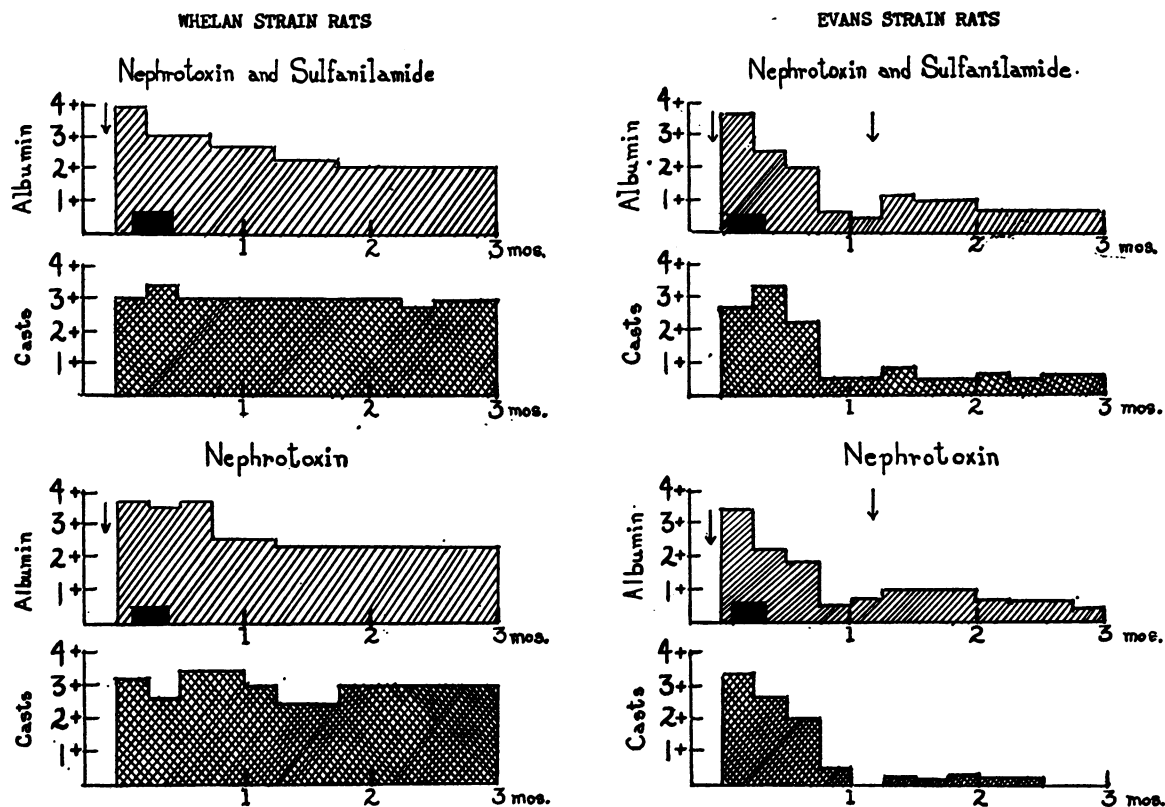 WHELAN STRAIN RATS
Nephrotoxin and Sulfanilamide
Albumin
4+
3+
2+
1+
1 2 3 mos.
Casts
4+
3+
2+
1+
1 2 3 mos.
Nephrotoxin
Albumin
4+
3+
2+
1+
1 2 3 mos.
Casts
4+
3+
2+
1+
1 2 3 mos.
EVANS STRAIN RATS
Nephrotoxin and Sulfanilamide.
Albumin
4+
3+
2+
1+
1 2 3 mos.
Casts
4+
3+
2+
1+
1 2 3 mos.
Nephrotoxin
Albumin
4+
3+
2+
1+
1 2 3 mos.
Casts
4+
3+
2+
1+
1 2 3 mos.